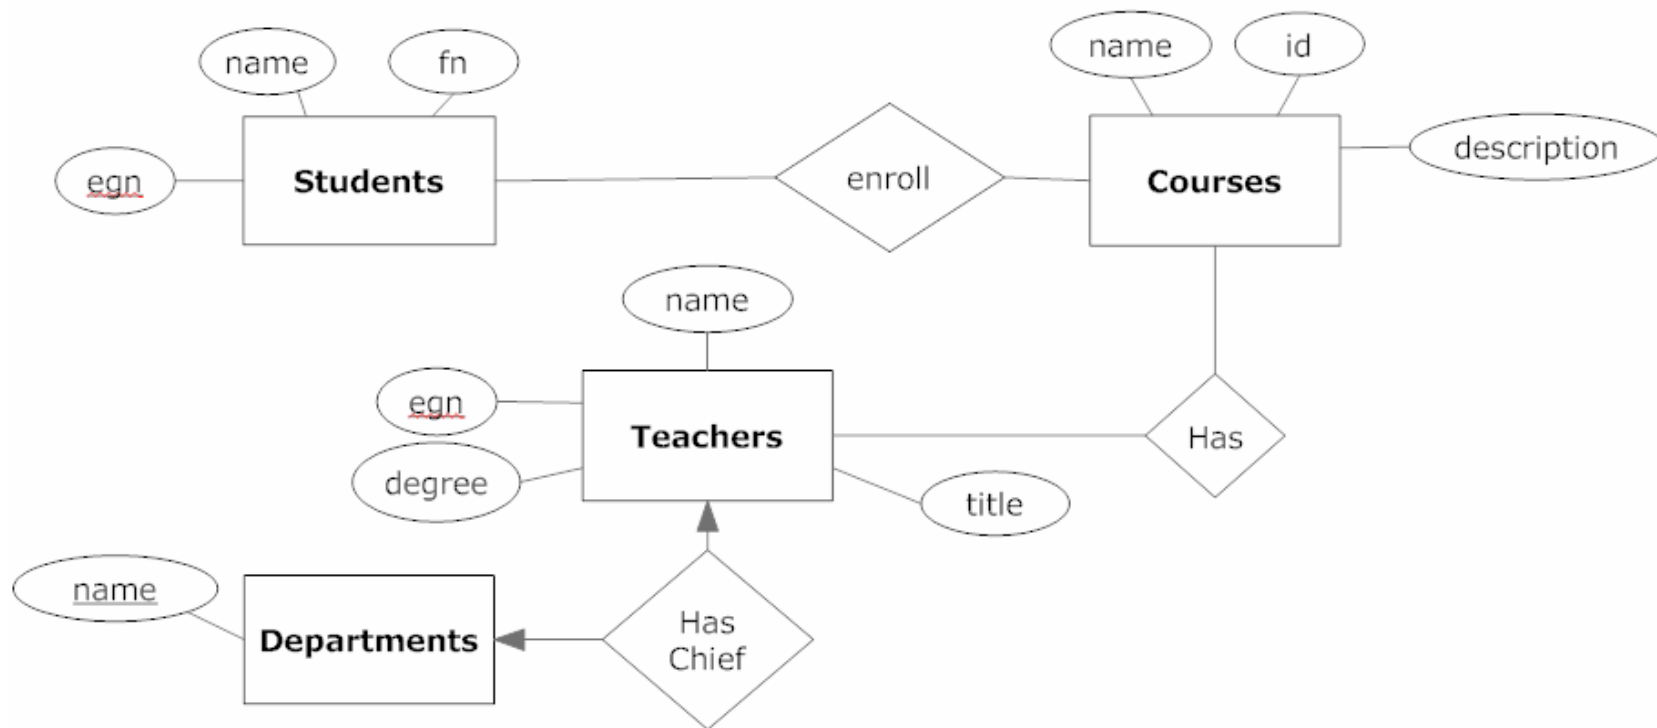 name
fn
name
id
egn
Students
enroll
Courses
description
name
egn
Teachers
Has
degree
title
name
Departments
Has
Chief